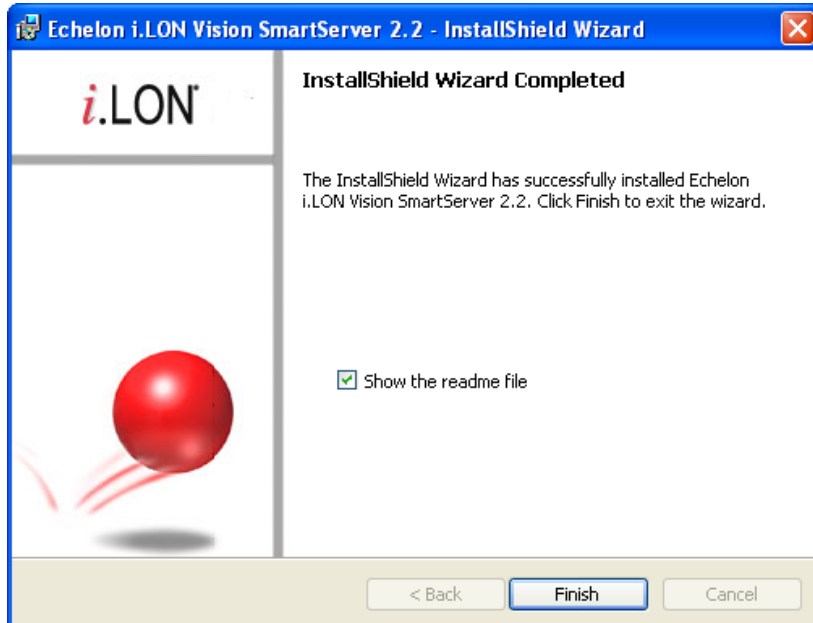 Echelon i.LON Vision SmartServer 2.2 - InstallShield Wizard
i.LON
InstallShield Wizard Completed
The InstallShield Wizard has successfully installed Echelon
i.LON Vision SmartServer 2.2. Click Finish to exit the wizard.
Show the readme file
< Back
Finish
Cancel